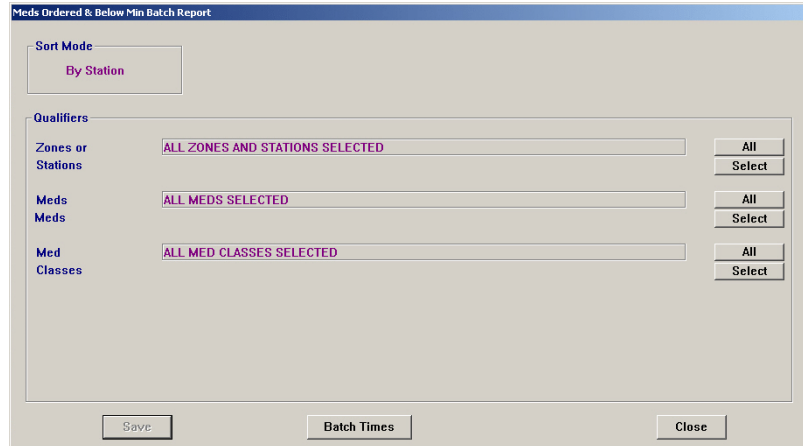 Meds Ordered & Below Min Batch Report
Sort Mode
By Station
Qualifiers
Zones or
Stations
ALL ZONES AND STATIONS SELECTED
All
Select
Meds
Meds
ALL MEDS SELECTED
All
Select
Med
Classes
ALL MED CLASSES SELECTED
All
Select
Save
Batch Times
Close